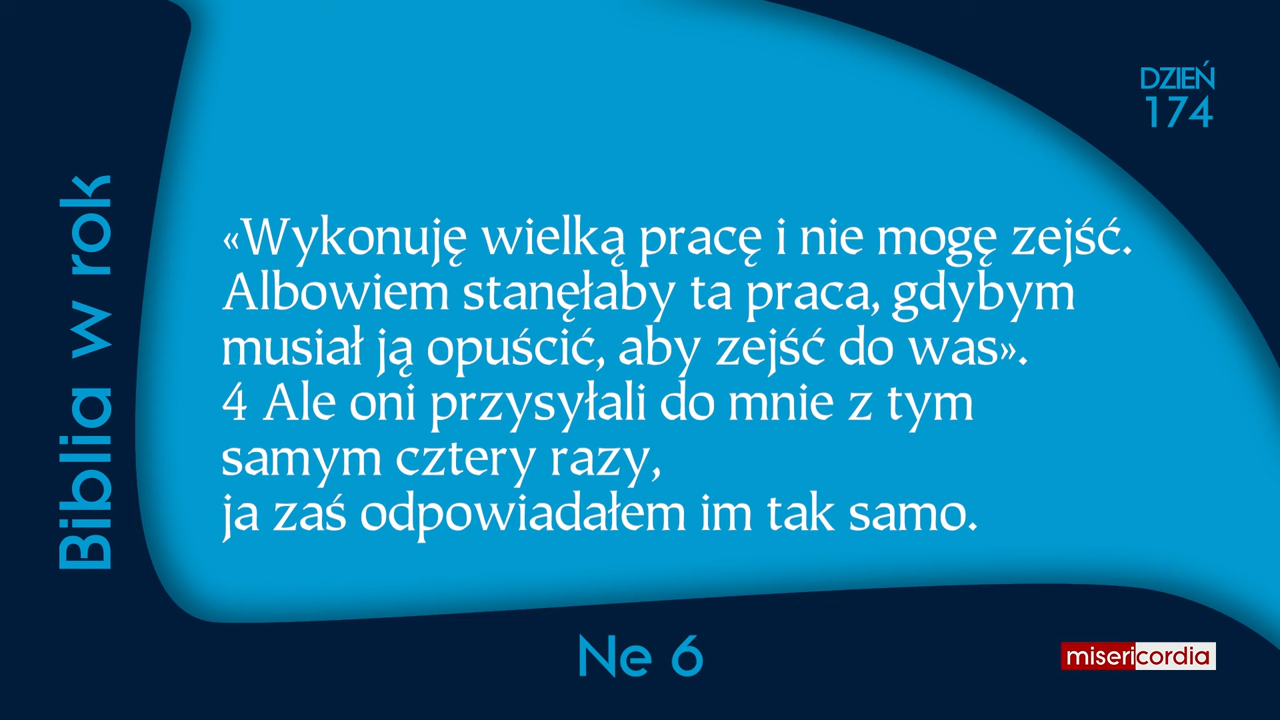 DZIEŃ
174
Biblia w rok
«Wykonuję wielką pracę i nie mogę zejść.
Albowiem stanęłaby ta praca, gdybym
musiał ją opuścić, aby zejść do was».
4 Ale oni przysyłali do mnie z tym
samym cztery razy,
ja zaś odpowiadałem im tak samo.
Ne 6
misericordia